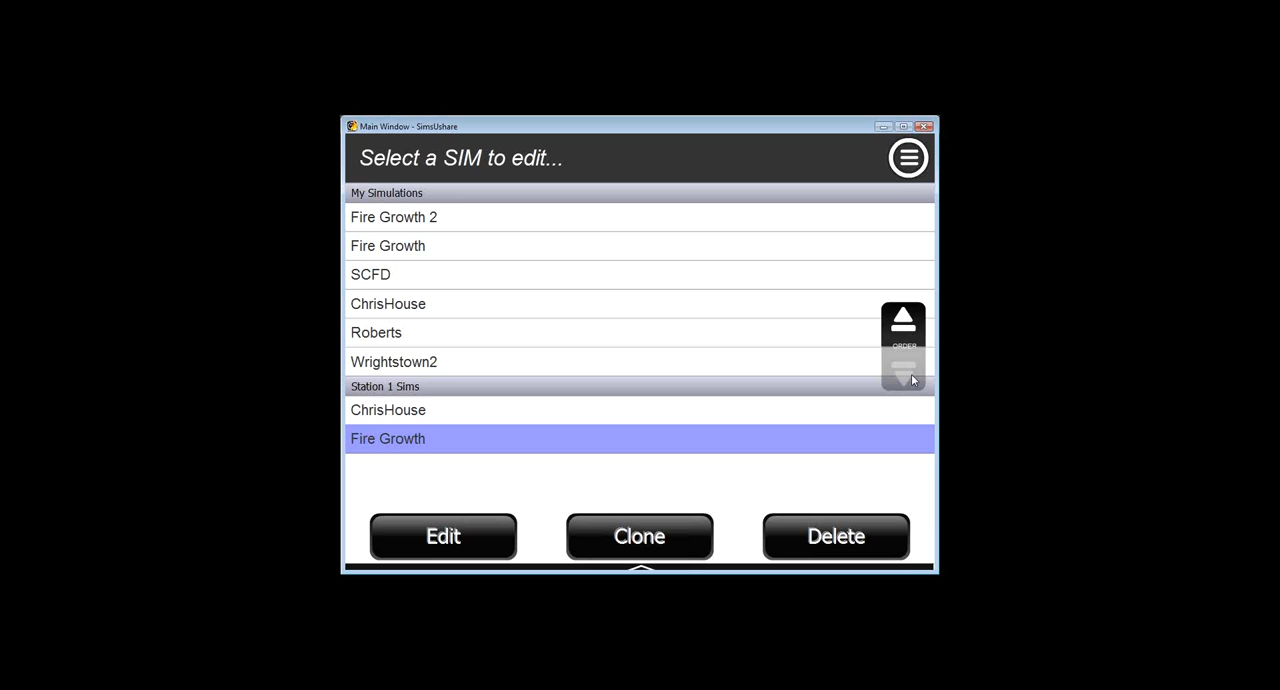 Main Window - SimsUshare
Select a SIM to edit...
My Simulations
Fire Growth 2
Fire Growth
SCFD
ChrisHouse
Roberts
ORDER
Wrightstown2
Station 1 Sims
ChrisHouse
Fire Growth
Edit
Clone
Delete